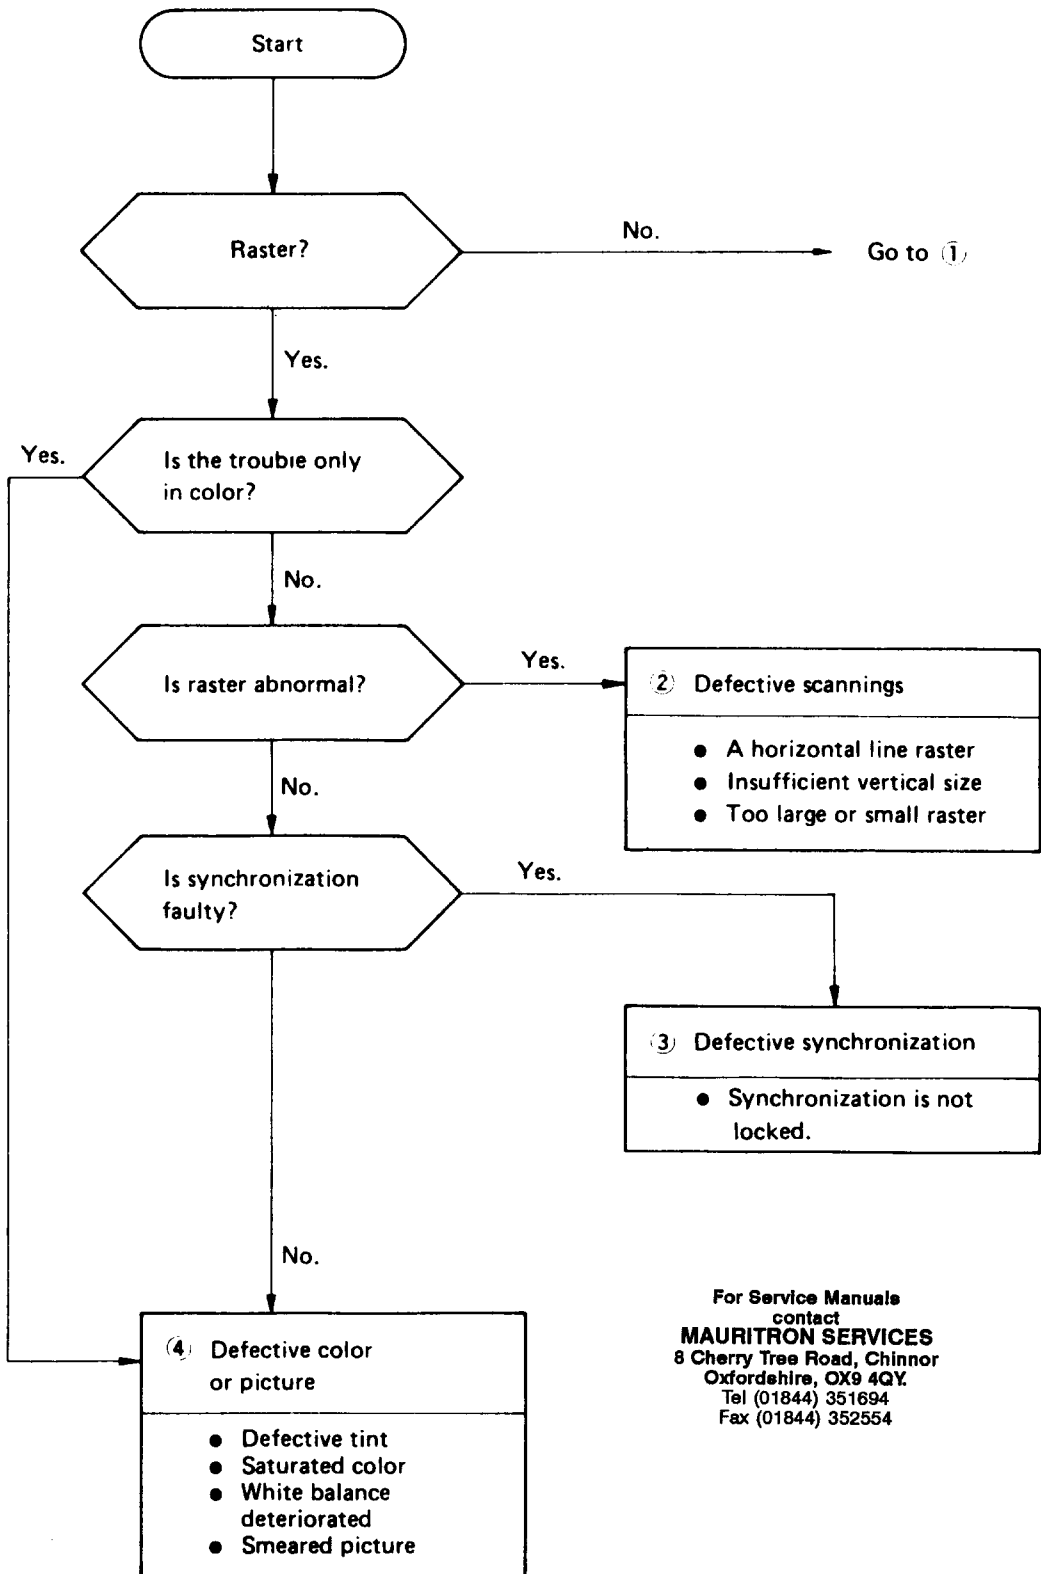 Start
Raster?
No.
Go to ①
Yes.
Yes.
Is the trouble only
in color?
No.
Is raster abnormal?
Yes.
② Defective scannings
● A horizontal line raster
● Insufficient vertical size
● Too large or small raster
No.
Is synchronization
faulty?
Yes.
③ Defective synchronization
● Synchronization is not
locked.
No.
④ Defective color
or picture
● Defective tint
● Saturated color
● White balance
deteriorated
● Smeared picture
For Service Manuals
contact
MAURITRON SERVICES
8 Cherry Tree Road, Chinnor
Oxfordshire, OX9 4QY.
Tel (01844) 351694
Fax (01844) 352554